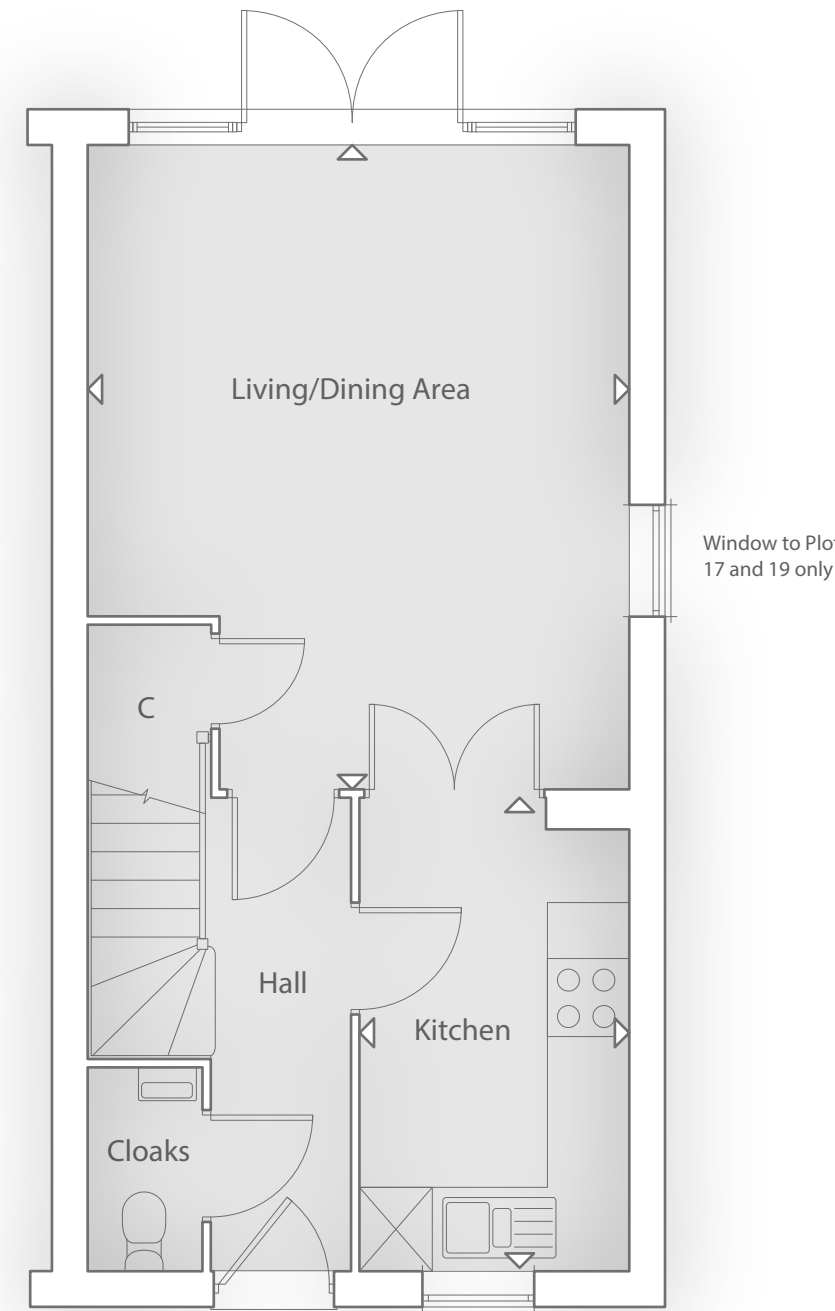 Living/Dining Area
Window to Plot
17 and 19 only
C
Hall
Kitchen
Cloaks